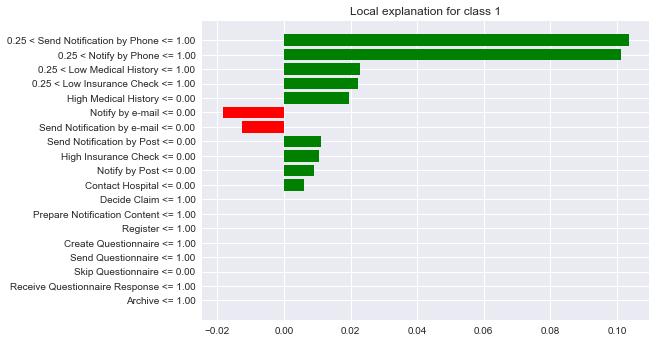 Local explanation for class 1
0.25 < Send Notification by Phone <= 1.00
0.25 < Notify by Phone <= 1.00
0.25 < Low Medical History <= 1.00
0.25 < Low Insurance Check <= 1.00
High Medical History <= 0.00
Notify by e-mail <= 0.00
Send Notification by e-mail <= 0.00
Send Notification by Post <= 0.00
High Insurance Check <= 0.00
Notify by Post <= 0.00
Contact Hospital <= 0.00
Decide Claim <= 1.00
Prepare Notification Content <= 1.00
Register <= 1.00
Create Questionnaire <= 1.00
Send Questionnaire <= 1.00
Skip Questionnaire <= 0.00
Receive Questionnaire Response <= 1.00
Archive <= 1.00
−0.02 0.00 0.02 0.04 0.06 0.08 0.10